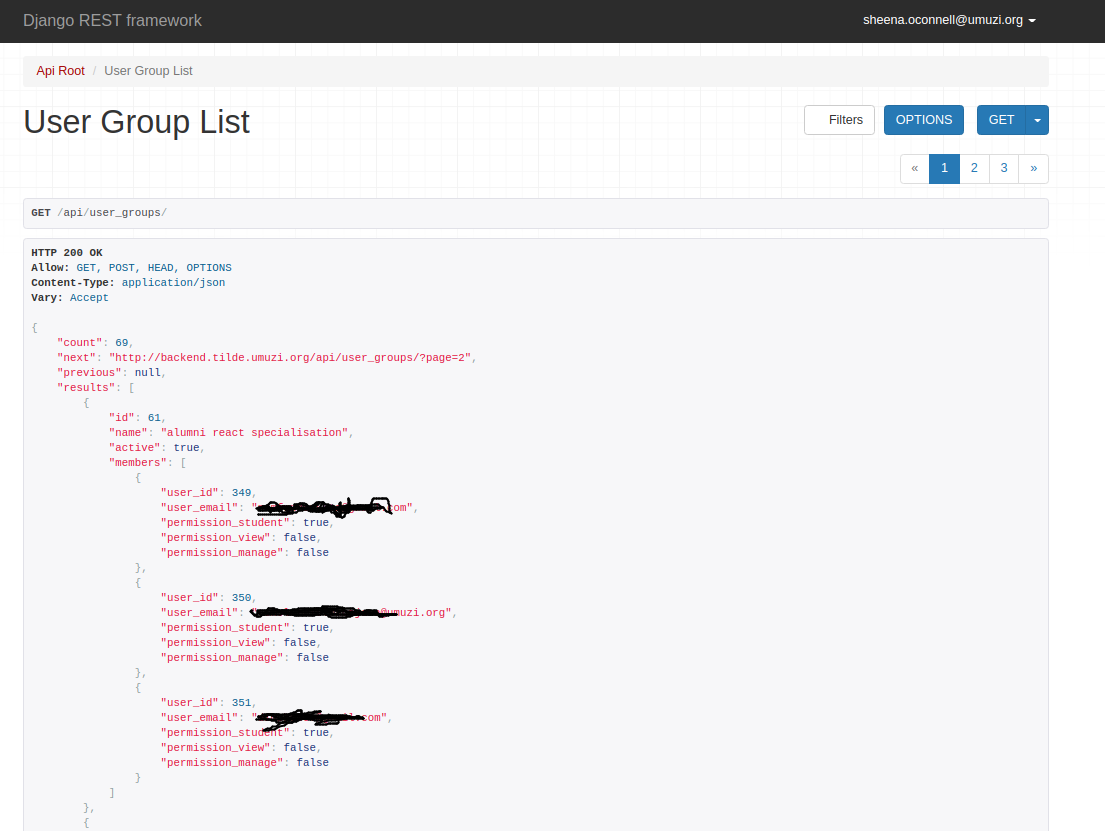 Django REST framework
sheena.oconnell@umuzi.org
Api Root / User Group List
User Group List
Filters OPTIONS GET
« 1 2 3 »
GET /api/user_groups/
HTTP 200 OK
Allow: GET, POST, HEAD, OPTIONS
Content-Type: application/json
Vary: Accept
{
"count": 69,
"next": "http://backend.tilde.umuzi.org/api/user_groups/?page=2",
"previous": null,
"results": [
{
"id": 61,
"name": "alumni react specialisation",
"active": true,
"members": [
{
"user_id": 349,
"user_email": " com",
"permission_student": true,
"permission_view": false,
"permission_manage": false
},
{
"user_id": 350,
"user_email": @umuzi.org",
"permission_student": true,
"permission_view": false,
"permission_manage": false
},
{
"user_id": 351,
"user_email": " com",
"permission_student": true,
"permission_view": false,
"permission_manage": false
}
]
},
{